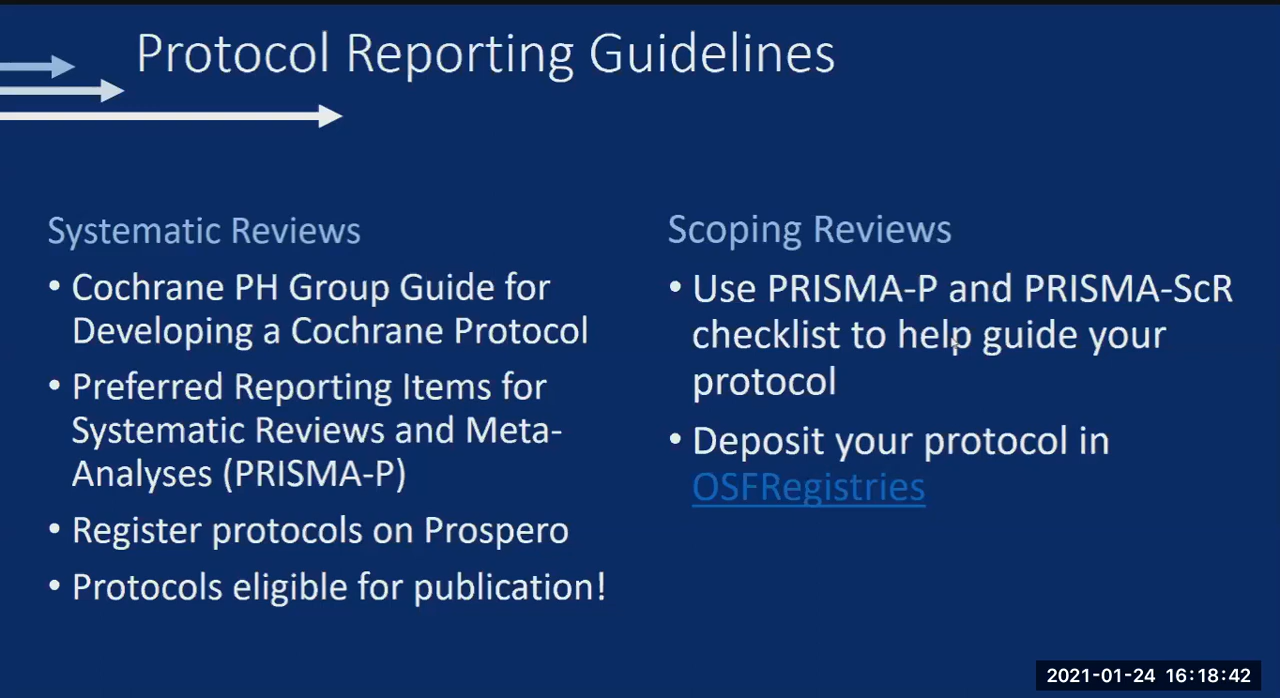 Protocol Reporting Guidelines
Systematic Reviews
• Cochrane PH Group Guide for
Developing a Cochrane Protocol
• Preferred Reporting Items for
Systematic Reviews and Meta-
Analyses (PRISMA-P)
• Register protocols on Prospero
• Protocols eligible for publication!
Scoping Reviews
• Use PRISMA-P and PRISMA-ScR
checklist to help guide your
protocol
• Deposit your protocol in
OSFRegistries
2021-01-24 16:18:42